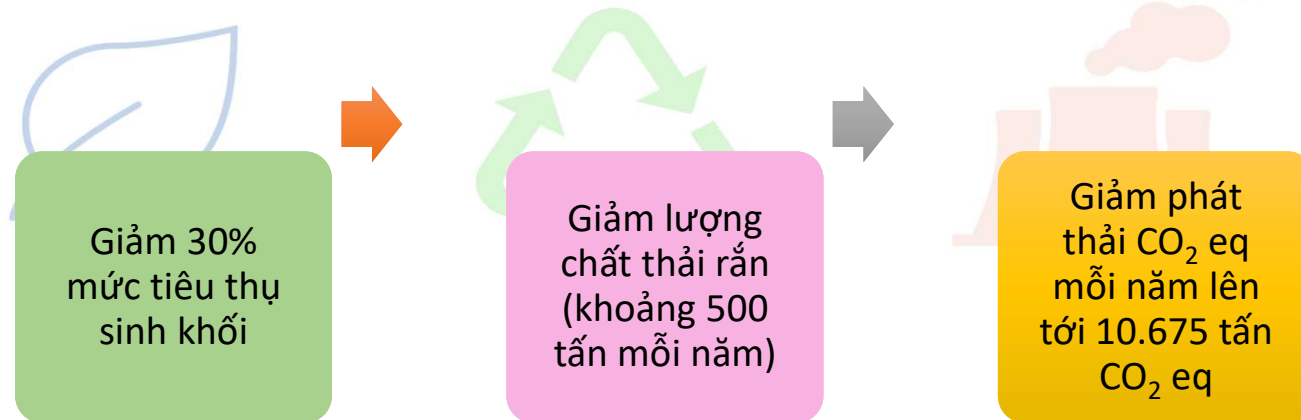 Giảm 30%
mức tiêu thụ
sinh khối
Giảm lượng
chất thải rắn
(khoảng 500
tấn mỗi năm)
Giảm phát
thải CO₂ eq
mỗi năm lên
tới 10.675 tấn
CO₂ eq